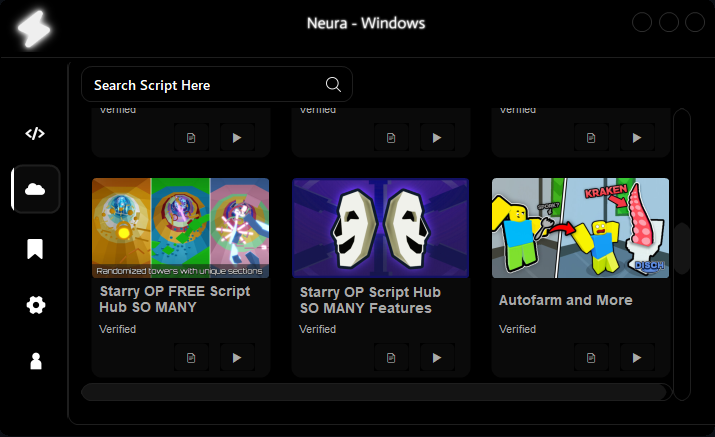 Neura - Windows
Search Script Here
Verified
Verified
Verified
Randomized towers with unique sections
KRAKEN
Starry OP FREE Script
Hub SO MANY
Verified
Starry OP Script Hub
SO MANY Features
Verified
Autofarm and More
Verified